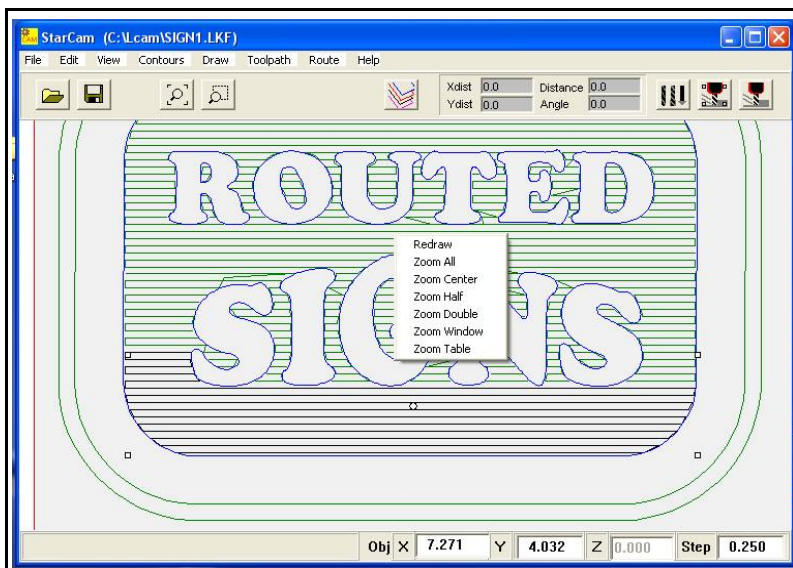 StarCam (C:\Lcam\SIGN1.LKF)
File Edit View Contours Draw Toolpath Route Help
Xdist 0.0 Distance 0.0
Ydist 0.0 Angle 0.0
ROUTED
SIGNS
Redraw
Zoom All
Zoom Center
Zoom Half
Zoom Double
Zoom Window
Zoom Table
Obj X 7.271 Y 4.032 Z 0.000 Step 0.250